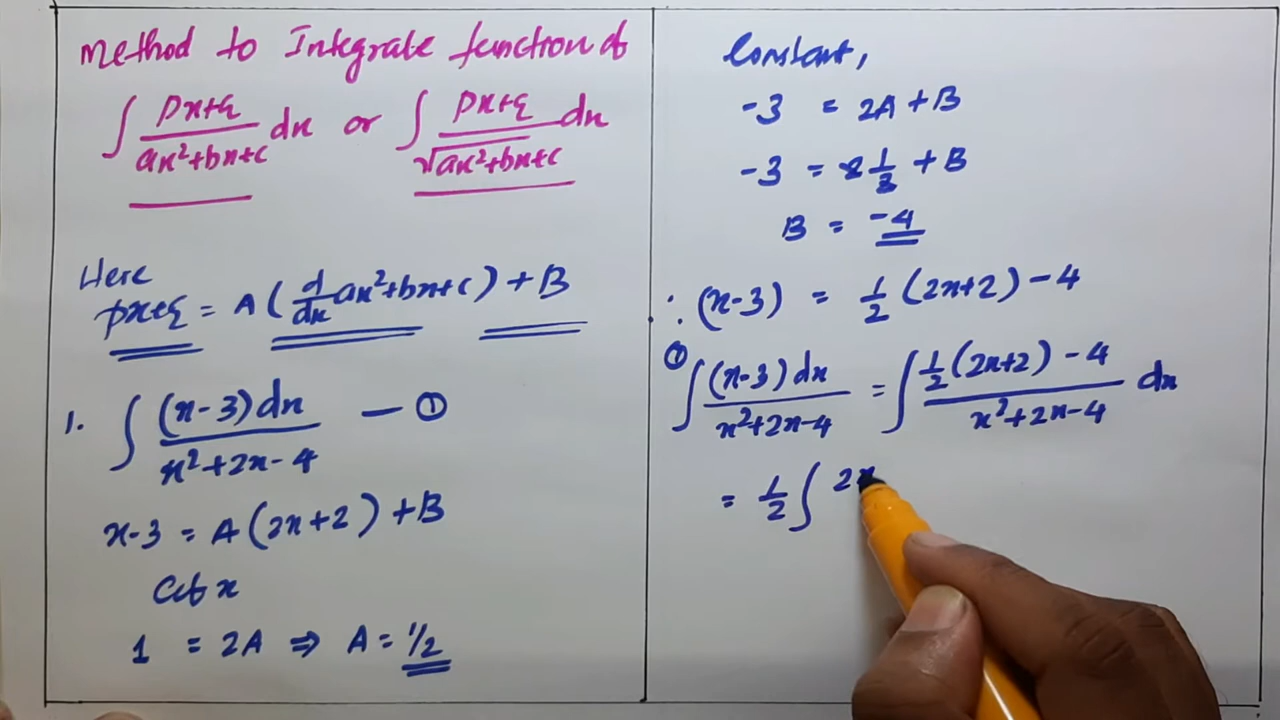 Method to Integrate function of
∫ px+q/ax²+bx+c dx or ∫ px+q/√ax²+bx+c dx
Here
px+q = A ( d/dx ax²+bx+c ) + B
1. ∫ (x-3) dx / x²+2x-4 — ①
x-3 = A (2x+2) + B
Cof x
1 = 2A ⇒ A = 1/2
Constant,
-3 = 2A + B
-3 = 2 1/2 + B
B = -4
∴ (x-3) = 1/2 (2x+2) - 4
① ∫ (x-3) dx / x²+2x-4 = ∫ 1/2 (2x+2) - 4 / x²+2x-4 dx
= 1/2 ∫ 2x